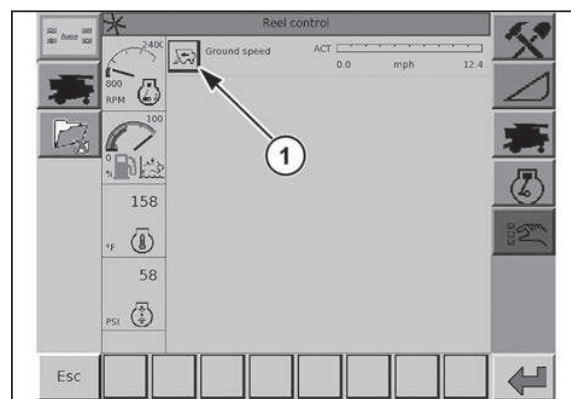 Reel control
2400
800
RPM
Ground speed
ACT
0.0 mph 12.4
1
100
0
%
158
°F
58
PSI
Esc